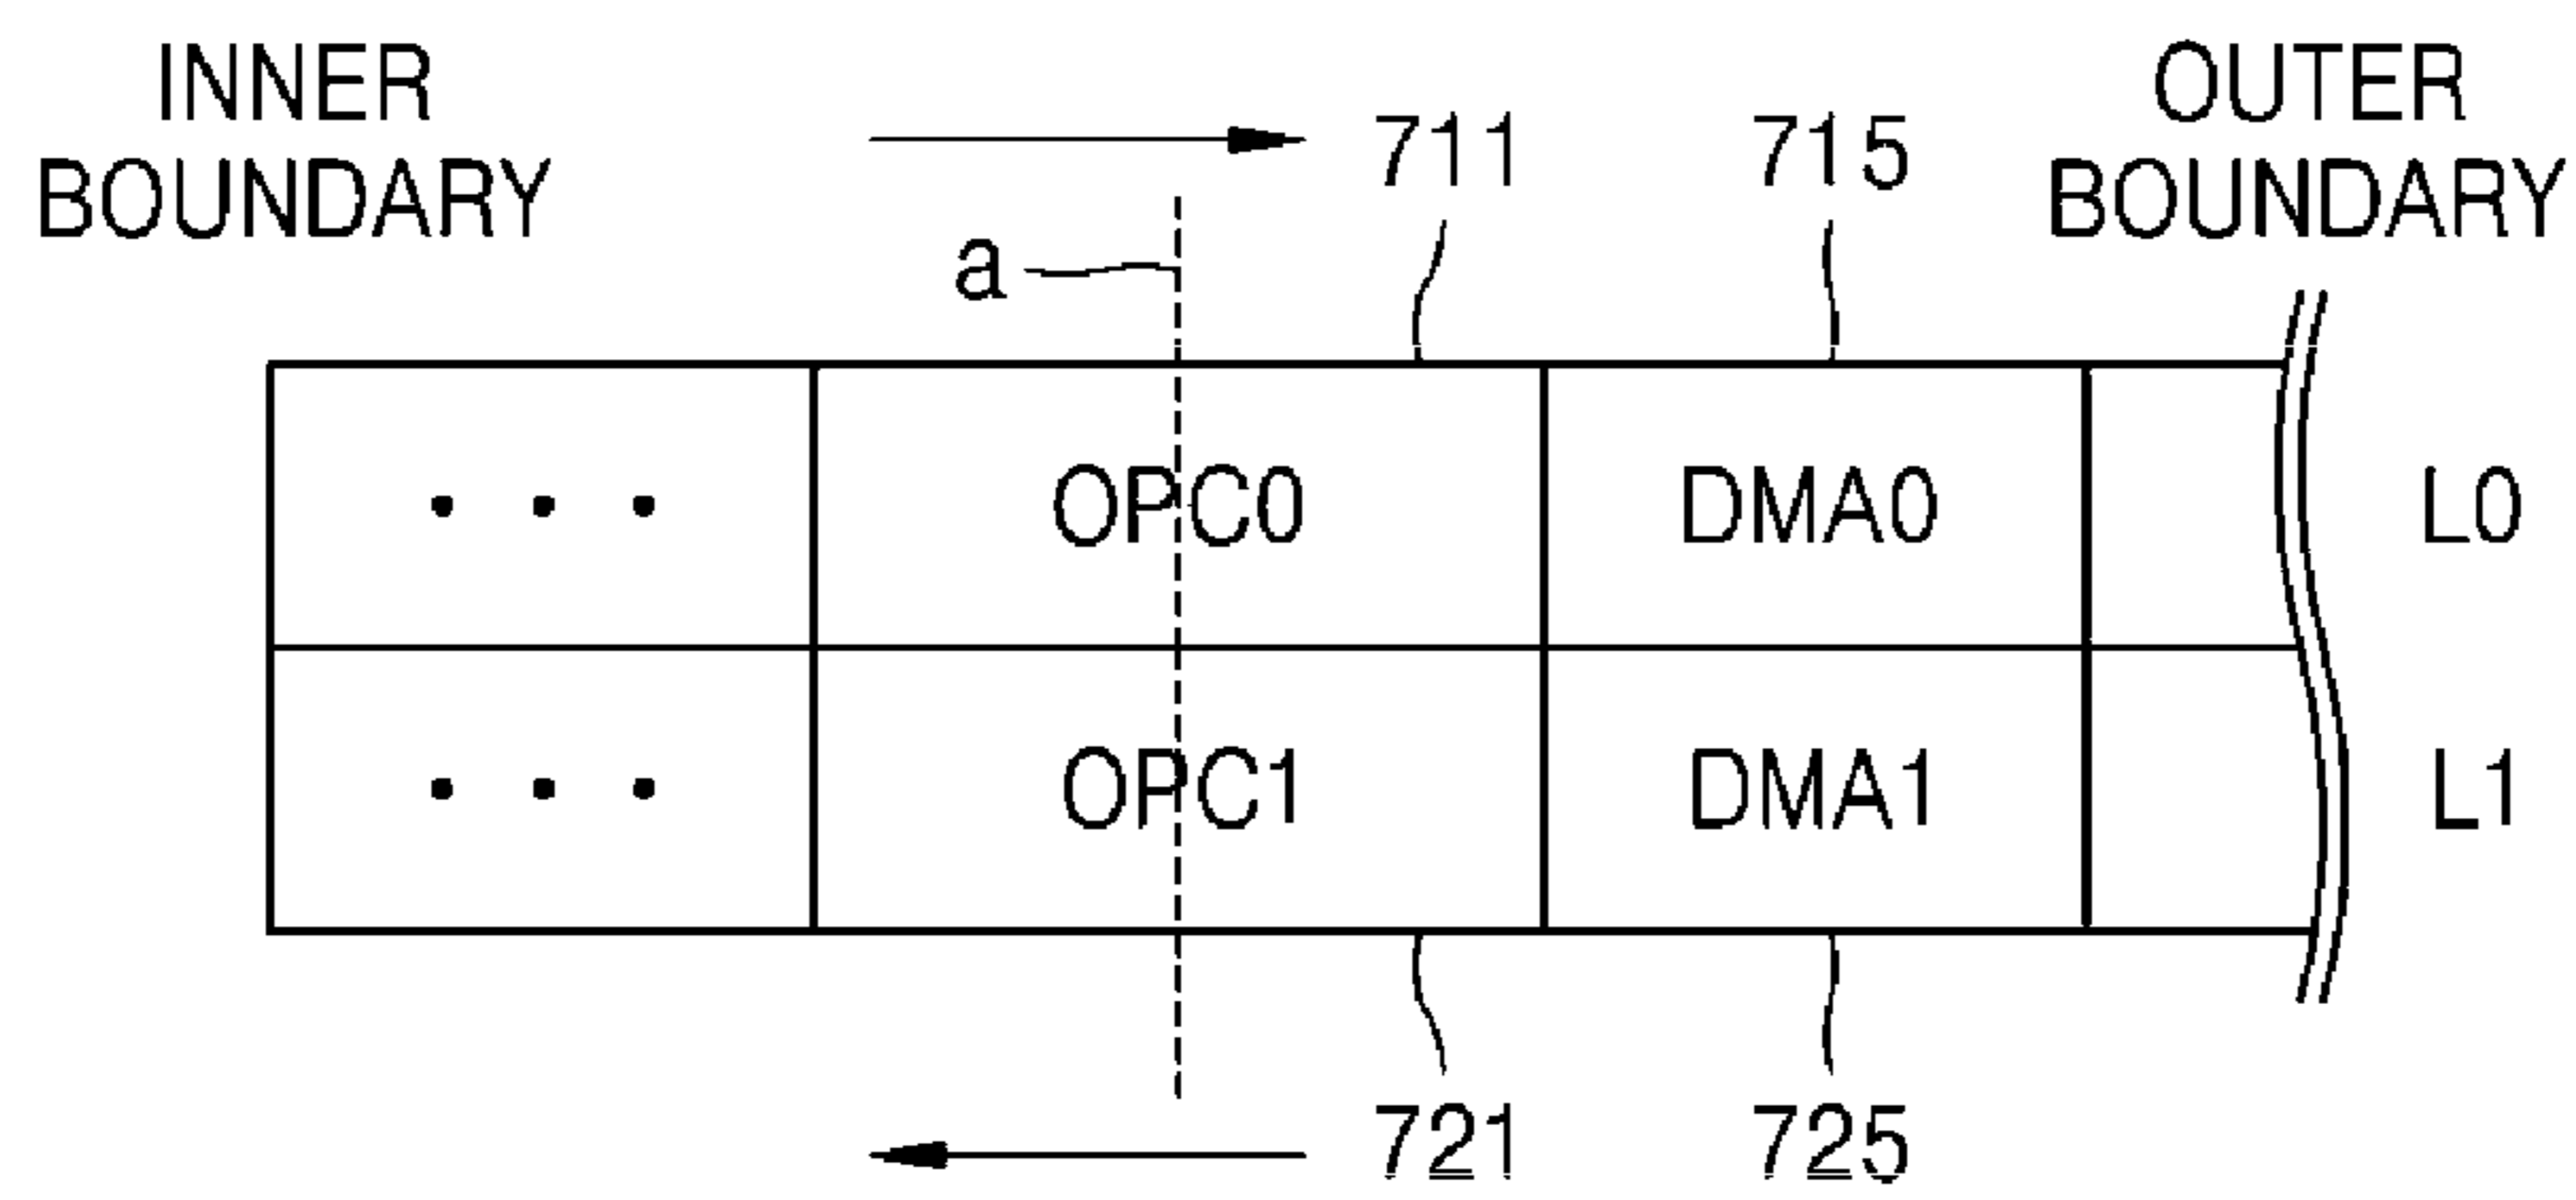 INNER
BOUNDARY
OUTER
BOUNDARY
711
715
a
OPC0
DMA0
L0
OPC1
DMA1
L1
721
725